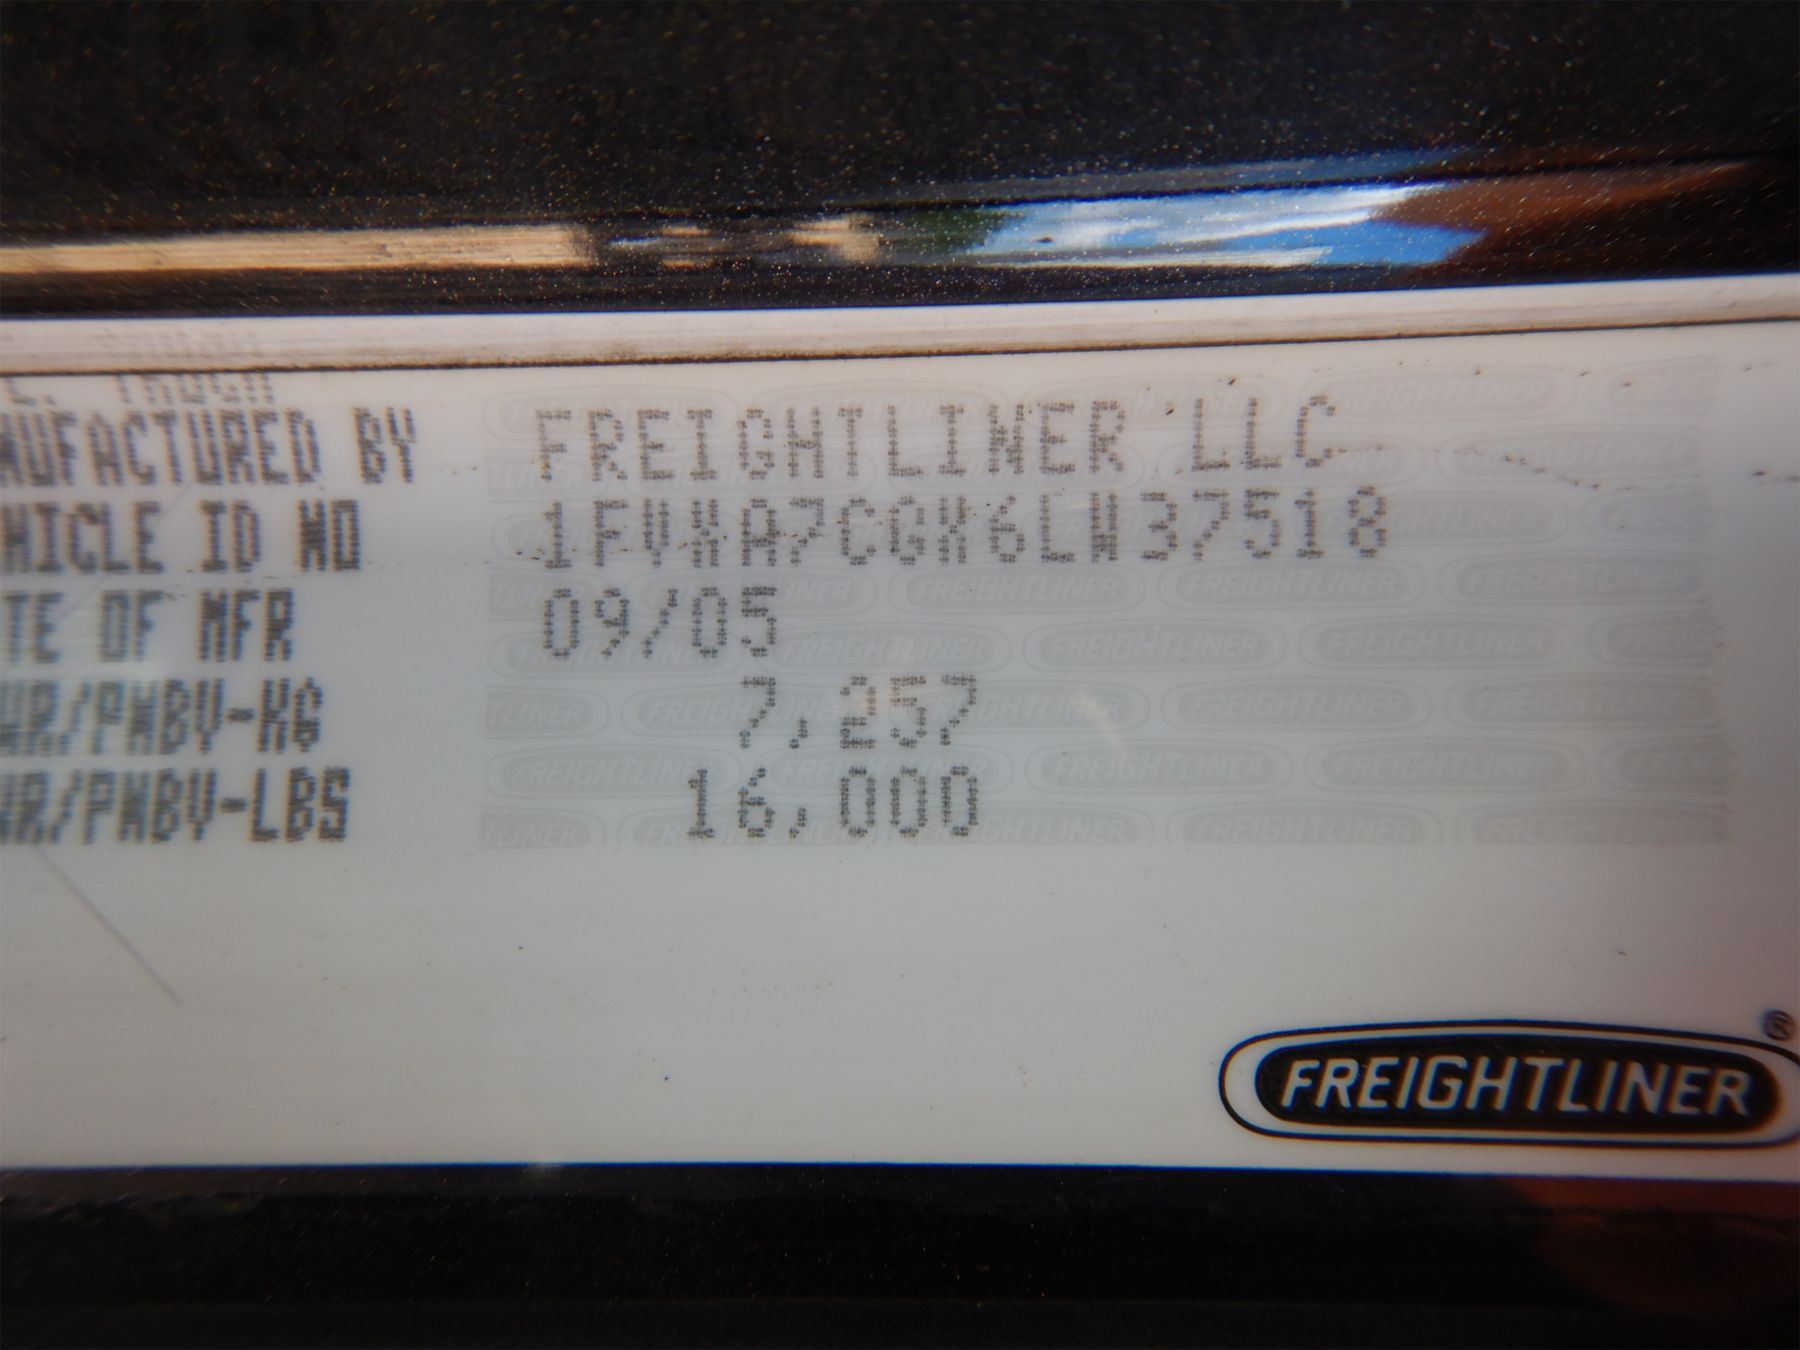 E. TRUCK
NUFACTURED BY FREIGHTLINER LLC
HICLE ID NO 1FVXA7CGX6LW37518
TE OF MFR 09/05
WR/PNBV-KG 7,257
WR/PNBV-LBS 16,000
FREIGHTLINER ®